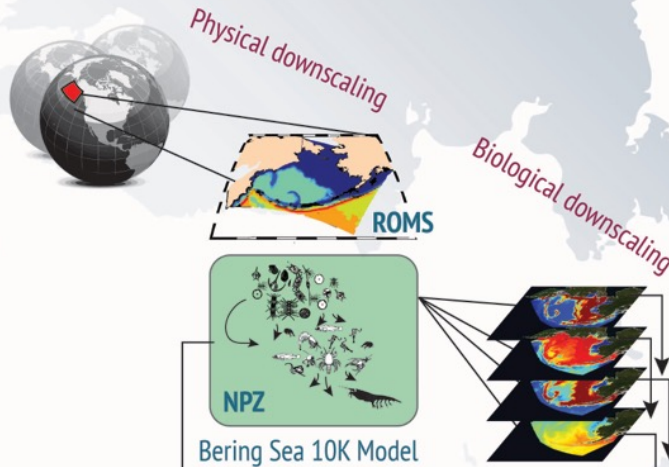 Physical downscaling
ROMS
Biological downscaling
NPZ
Bering Sea 10K Model